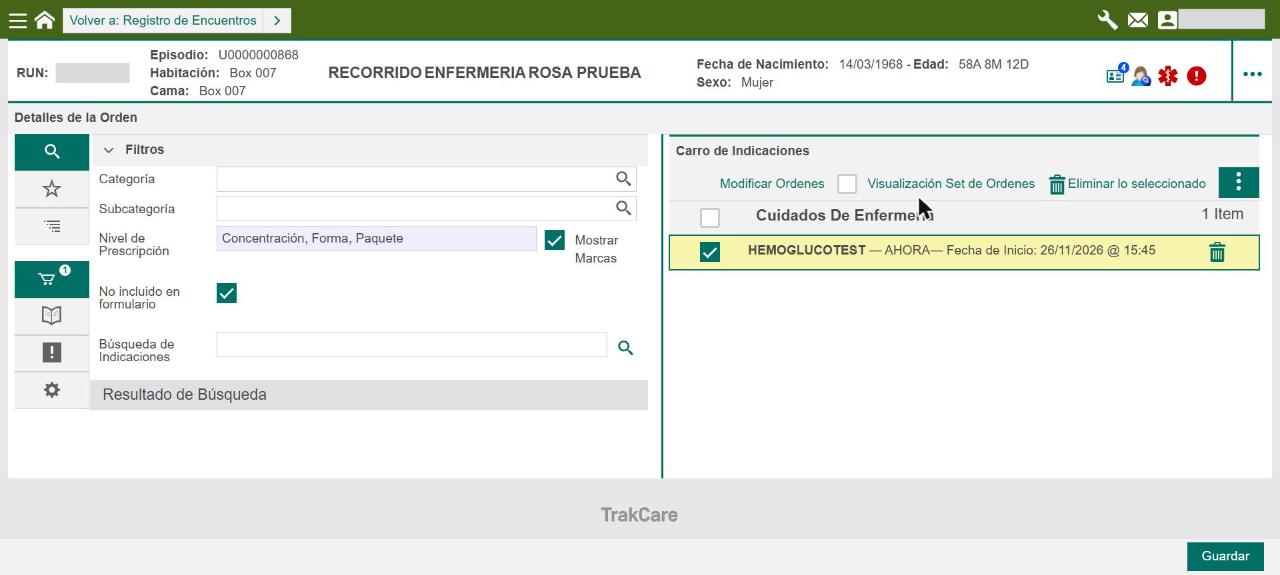 Volver a: Registro de Encuentros
RUN:
Episodio: U0000000868
Habitación: Box 007
Cama: Box 007
RECORRIDO ENFERMERIA ROSA PRUEBA
Fecha de Nacimiento: 14/03/1968 - Edad: 58A 8M 12D
Sexo: Mujer
4
Detalles de la Orden
Filtros
Categoría
Subcategoría
Nivel de Prescripción
Concentración, Forma, Paquete
Mostrar Marcas
1
No incluido en formulario
Búsqueda de Indicaciones
Resultado de Búsqueda
Carro de Indicaciones
Modificar Ordenes
Visualización Set de Ordenes
Eliminar lo seleccionado
Cuidados De Enfermería
1 Item
HEMOGLUCOTEST — AHORA— Fecha de Inicio: 26/11/2026 @ 15:45
TrakCare
Guardar